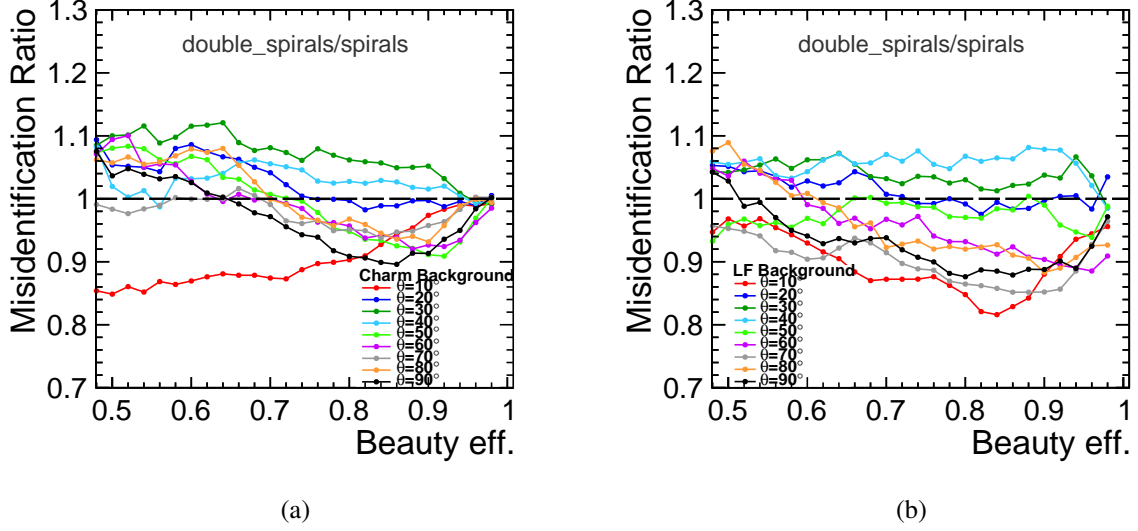 Misidentification Ratio
1.3
1.2
1.1
1
0.9
0.8
0.7
double_spirals/spirals
Charm Background
θ=10°
θ=20°
θ=30°
θ=40°
θ=50°
θ=60°
θ=70°
θ=80°
θ=90°
0.5 0.6 0.7 0.8 0.9 1
Beauty eff.
(a)
Misidentification Ratio
1.3
1.2
1.1
1
0.9
0.8
0.7
double_spirals/spirals
LF Background
θ=10°
θ=20°
θ=30°
θ=40°
θ=50°
θ=60°
θ=70°
θ=80°
θ=90°
0.5 0.6 0.7 0.8 0.9 1
Beauty eff.
(b)